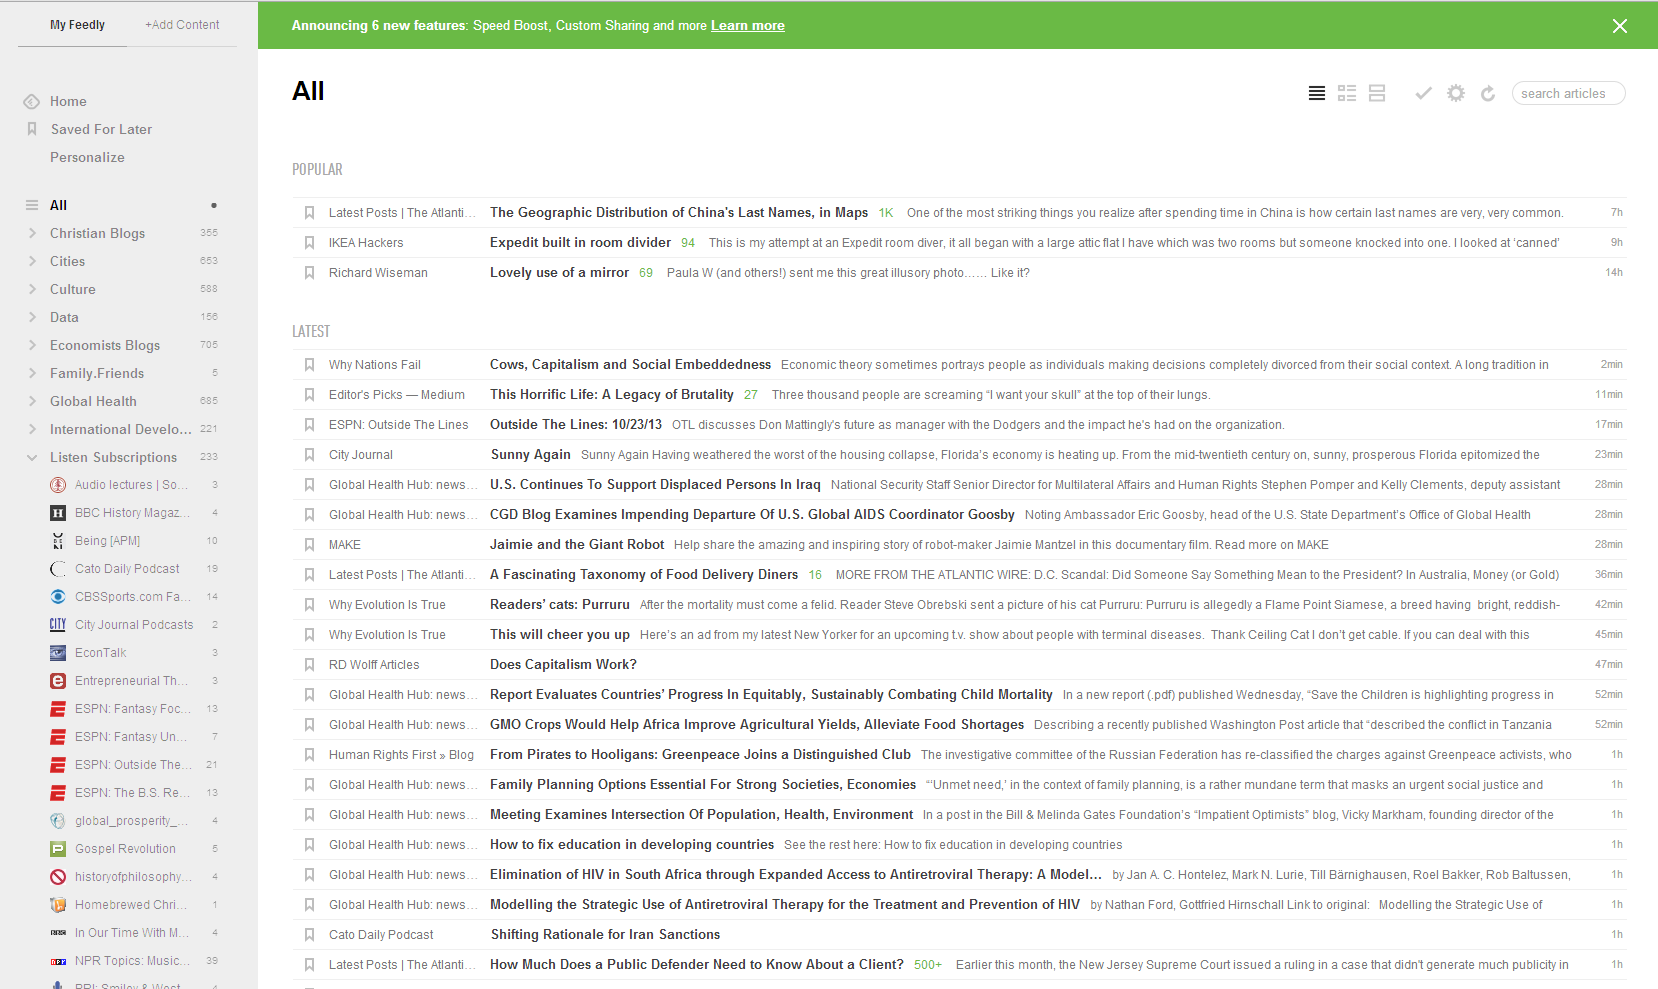 My Feedly
+Add Content
Home
Saved For Later
Personalize
All
Christian Blogs 355
Cities 653
Culture 588
Data 156
Economists Blogs 705
Family.Friends 5
Global Health 685
International Develo... 221
Listen Subscriptions 233
Audio lectures | So... 3
BBC History Magaz... 4
Being [APM] 10
Cato Daily Podcast 19
CBSSports.com Fa... 14
City Journal Podcasts 2
EconTalk 3
Entrepreneurial Th... 3
ESPN: Fantasy Foc... 13
ESPN: Fantasy Un... 7
ESPN: Outside The... 21
ESPN: The B.S. Re... 13
global_prosperity_... 4
Gospel Revolution 5
historyofphilosophy... 4
Homebrewed Chri... 1
In Our Time With M... 4
NPR Topics: Music... 39
PRI: Smiley & West 4
Announcing 6 new features: Speed Boost, Custom Sharing and more Learn more
All
search articles
POPULAR
Latest Posts | The Atlanti... The Geographic Distribution of China's Last Names, in Maps 1K One of the most striking things you realize after spending time in China is how certain last names are very, very common. 7h
IKEA Hackers Expedit built in room divider 94 This is my attempt at an Expedit room diver, it all began with a large attic flat I have which was two rooms but someone knocked into one. I looked at ‘canned’ 9h
Richard Wiseman Lovely use of a mirror 69 Paula W (and others!) sent me this great illusory photo…… Like it? 14h
LATEST
Why Nations Fail Cows, Capitalism and Social Embeddedness Economic theory sometimes portrays people as individuals making decisions completely divorced from their social context. A long tradition in 2min
Editor's Picks — Medium This Horrific Life: A Legacy of Brutality 27 Three thousand people are screaming “I want your skull” at the top of their lungs. 11min
ESPN: Outside The Lines Outside The Lines: 10/23/13 OTL discusses Don Mattingly's future as manager with the Dodgers and the impact he's had on the organization. 17min
City Journal Sunny Again Sunny Again Having weathered the worst of the housing collapse, Florida’s economy is heating up. From the mid-twentieth century on, sunny, prosperous Florida epitomized the 23min
Global Health Hub: news... U.S. Continues To Support Displaced Persons In Iraq National Security Staff Senior Director for Multilateral Affairs and Human Rights Stephen Pomper and Kelly Clements, deputy assistant 28min
Global Health Hub: news... CGD Blog Examines Impending Departure Of U.S. Global AIDS Coordinator Goosby Noting Ambassador Eric Goosby, head of the U.S. State Department’s Office of Global Health 28min
MAKE Jaimie and the Giant Robot Help share the amazing and inspiring story of robot-maker Jaimie Mantzel in this documentary film. Read more on MAKE 28min
Latest Posts | The Atlanti... A Fascinating Taxonomy of Food Delivery Diners 16 MORE FROM THE ATLANTIC WIRE: D.C. Scandal: Did Someone Say Something Mean to the President? In Australia, Money (or Gold) 36min
Why Evolution Is True Readers’ cats: Purruru After the mortality must come a felid. Reader Steve Obrebski sent a picture of his cat Purruru: Purruru is allegedly a Flame Point Siamese, a breed having bright, reddish- 42min
Why Evolution Is True This will cheer you up Here’s an ad from my latest New Yorker for an upcoming t.v. show about people with terminal diseases. Thank Ceiling Cat I don’t get cable. If you can deal with this 45min
RD Wolff Articles Does Capitalism Work? 47min
Global Health Hub: news... Report Evaluates Countries’ Progress In Equitably, Sustainably Combating Child Mortality In a new report (.pdf) published Wednesday, “Save the Children is highlighting progress in 52min
Global Health Hub: news... GMO Crops Would Help Africa Improve Agricultural Yields, Alleviate Food Shortages Describing a recently published Washington Post article that “described the conflict in Tanzania 52min
Human Rights First » Blog From Pirates to Hooligans: Greenpeace Joins a Distinguished Club The investigative committee of the Russian Federation has re-classified the charges against Greenpeace activists, who 1h
Global Health Hub: news... Family Planning Options Essential For Strong Societies, Economies “‘Unmet need,’ in the context of family planning, is a rather mundane term that masks an urgent social justice and 1h
Global Health Hub: news... Meeting Examines Intersection Of Population, Health, Environment In a post in the Bill & Melinda Gates Foundation’s “Impatient Optimists” blog, Vicky Markham, founding director of the 1h
Global Health Hub: news... How to fix education in developing countries See the rest here: How to fix education in developing countries 1h
Global Health Hub: news... Elimination of HIV in South Africa through Expanded Access to Antiretroviral Therapy: A Model... by Jan A. C. Hontelez, Mark N. Lurie, Till Bärnighausen, Roel Bakker, Rob Baltussen, 1h
Global Health Hub: news... Modelling the Strategic Use of Antiretroviral Therapy for the Treatment and Prevention of HIV by Nathan Ford, Gottfried Hirnschall Link to original: Modelling the Strategic Use of 1h
Cato Daily Podcast Shifting Rationale for Iran Sanctions 1h
Latest Posts | The Atlanti... How Much Does a Public Defender Need to Know About a Client? 500+ Earlier this month, the New Jersey Supreme Court issued a ruling in a case that didn't generate much publicity in 1h